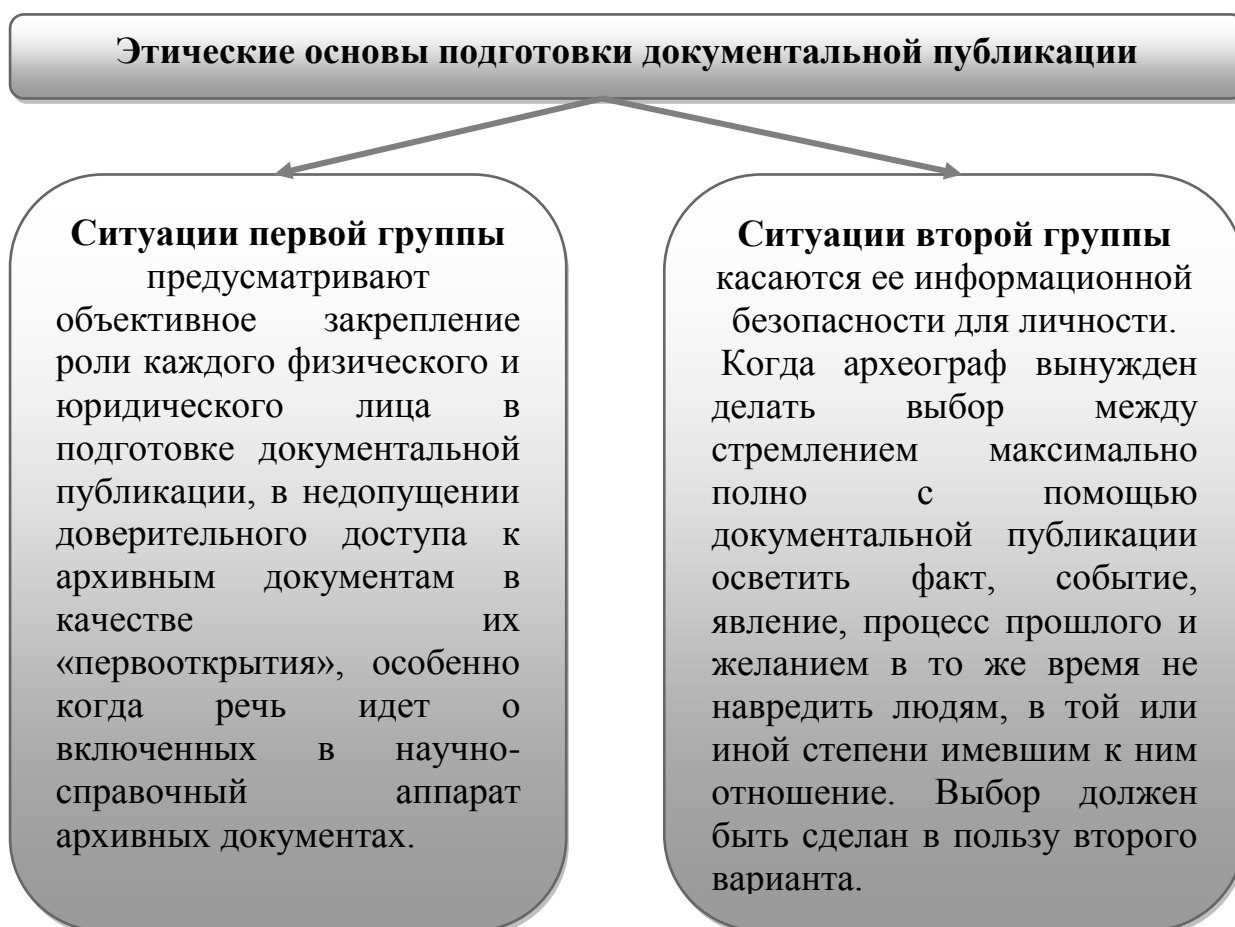 Этические основы подготовки документальной публикации
Ситуации первой группы
предусматривают
объективное закрепление
роли каждого физического и
юридического лица в
подготовке документальной
публикации, в недопущении
доверительного доступа к
архивным документам в
качестве их
«первооткрытия», особенно
когда речь идет о
включенных в научно-
справочный аппарат
архивных документах.
Ситуации второй группы
касаются ее информационной
безопасности для личности.
Когда археограф вынужден
делать выбор между
стремлением максимально
полно с помощью
документальной публикации
осветить факт, событие,
явление, процесс прошлого и
желанием в то же время не
навредить людям, в той или
иной степени имевшим к ним
отношение. Выбор должен
быть сделан в пользу второго
варианта.